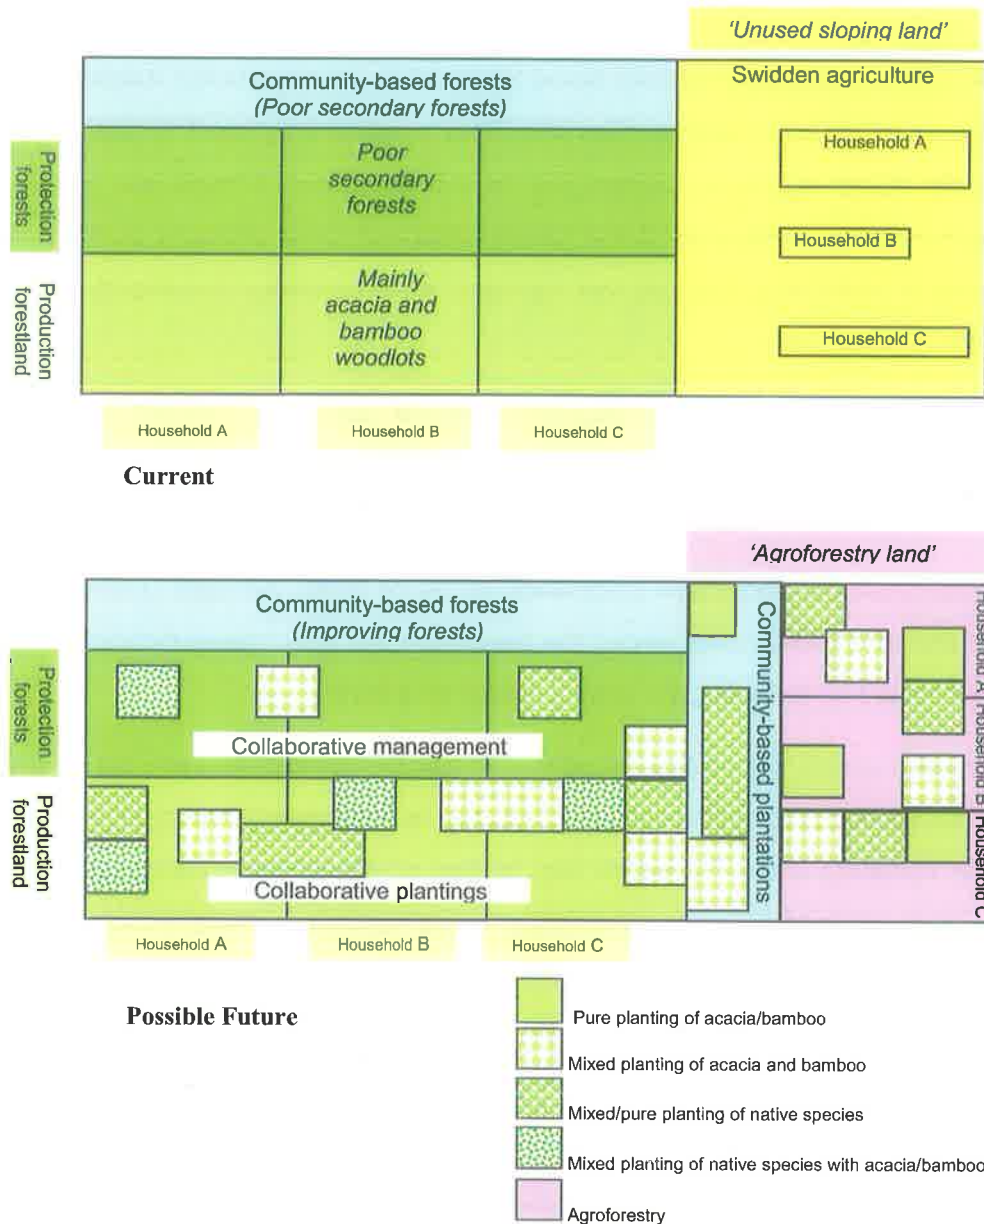 'Unused sloping land'
Community-based forests
(Poor secondary forests)
Swidden agriculture
Protection
forests
Production
forestland
Poor
secondary
forests
Mainly
acacia and
bamboo
woodlots
Household A
Household B
Household C
Household A
Household B
Household C
Current
'Agroforestry land'
Community-based forests
(Improving forests)
Protection
forests
Production
forestland
Collaborative management
Collaborative plantings
Community-based plantations
Household A
Household B
Household C
Household A
Household B
Household C
Possible Future
Pure planting of acacia/bamboo
Mixed planting of acacia and bamboo
Mixed/pure planting of native species
Mixed planting of native species with acacia/bamboo
Agroforestry